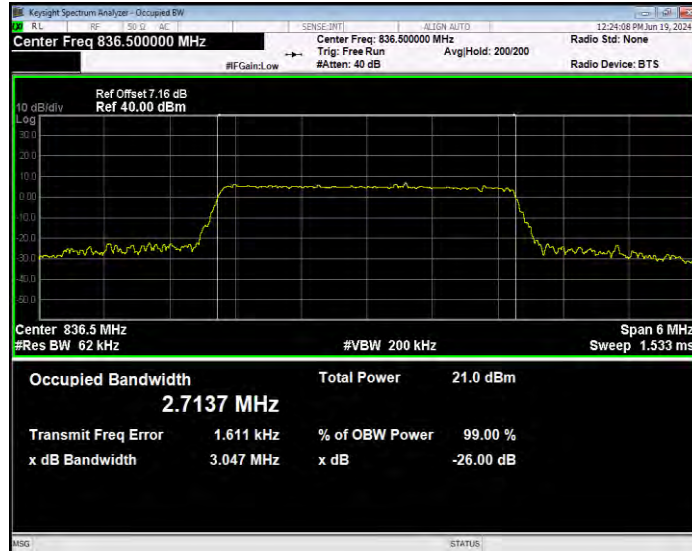 Keysight Spectrum Analyzer - Occupied BW
RL RF 50 Ω AC SENSE:INT ALIGN AUTO 12:24:08 PM Jun 19, 2024
Center Freq 836.500000 MHz Center Freq: 836.500000 MHz Radio Std: None
Trig: Free Run Avg|Hold: 200/200
#IFGain:Low #Atten: 40 dB Radio Device: BTS
Ref Offset 7.16 dB
10 dB/div Ref 40.00 dBm
Log
30.0
20.0
10.0
0.00
-10.0
-20.0
-30.0
-40.0
-50.0
Center 836.5 MHz Span 6 MHz
#Res BW 62 kHz #VBW 200 kHz Sweep 1.533 ms
Occupied Bandwidth Total Power 21.0 dBm
2.7137 MHz
Transmit Freq Error 1.611 kHz % of OBW Power 99.00 %
x dB Bandwidth 3.047 MHz x dB -26.00 dB
MSG STATUS